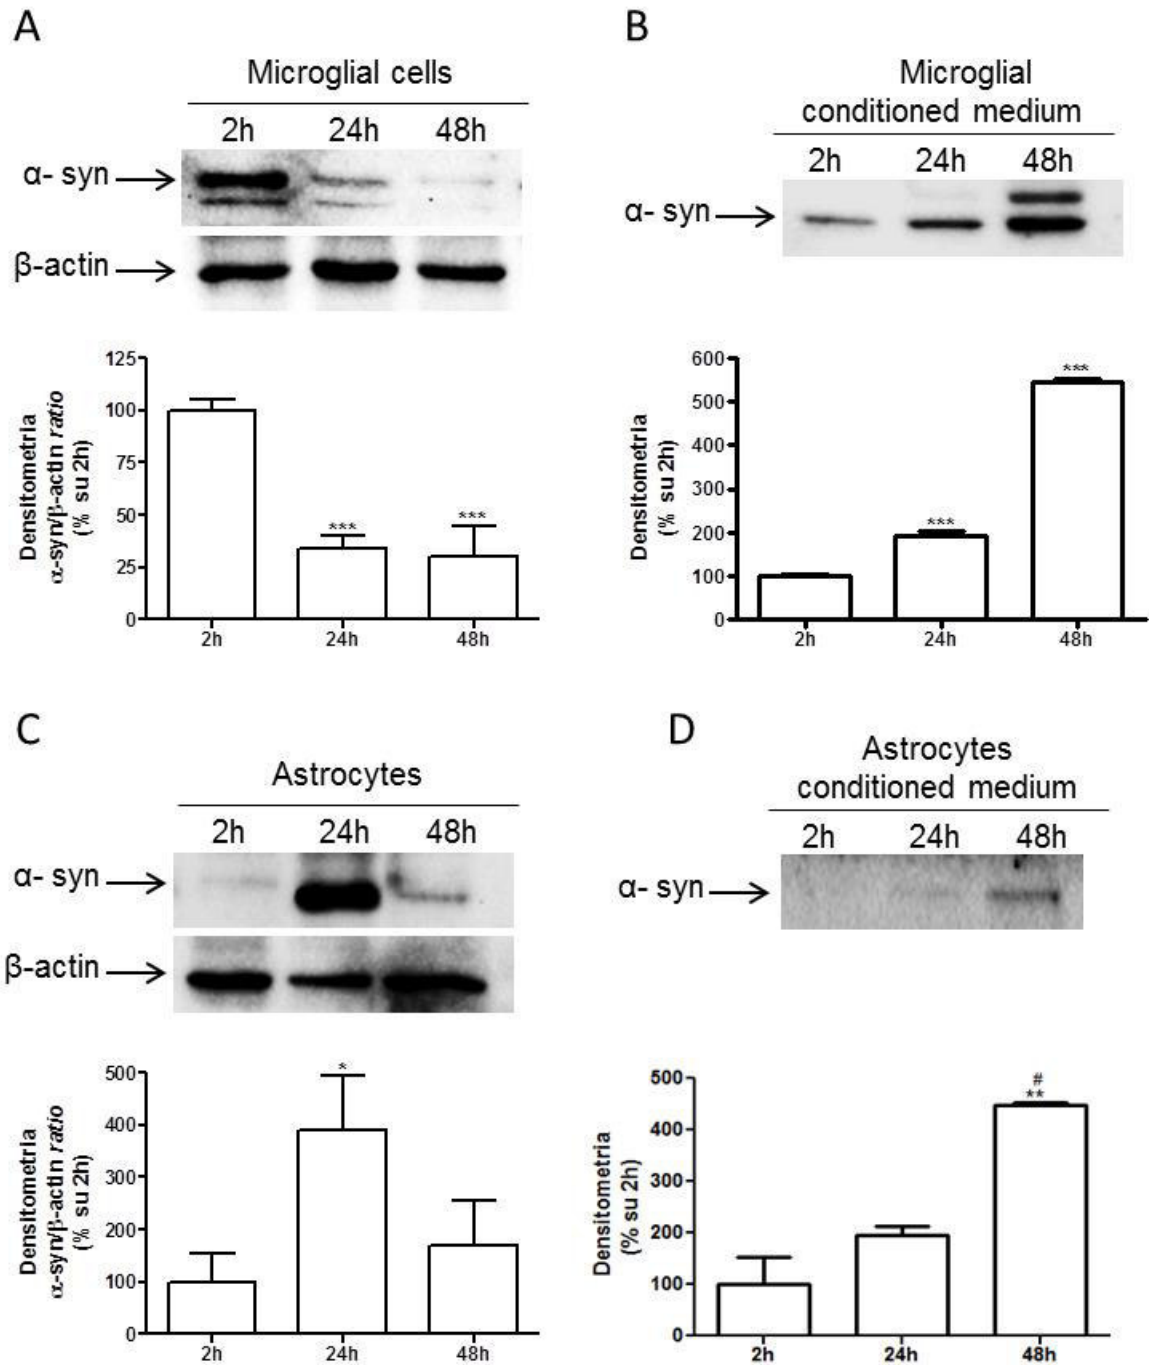 A
Microglial cells
2h 24h 48h
α- syn
β-actin
Densitometria
α-syn/β-actin ratio
(% su 2h)
125
100
75
50
25
0
***
***
2h 24h 48h
B
Microglial
conditioned medium
2h 24h 48h
α- syn
Densitometria
(% su 2h)
600
500
400
300
200
100
0
***
***
2h 24h 48h
C
Astrocytes
2h 24h 48h
α- syn
β-actin
Densitometria
α-syn/β-actin ratio
(% su 2h)
500
400
300
200
100
0
*
2h 24h 48h
D
Astrocytes
conditioned medium
2h 24h 48h
α- syn
Densitometria
(% su 2h)
500
400
300
200
100
0
#
**
2h 24h 48h